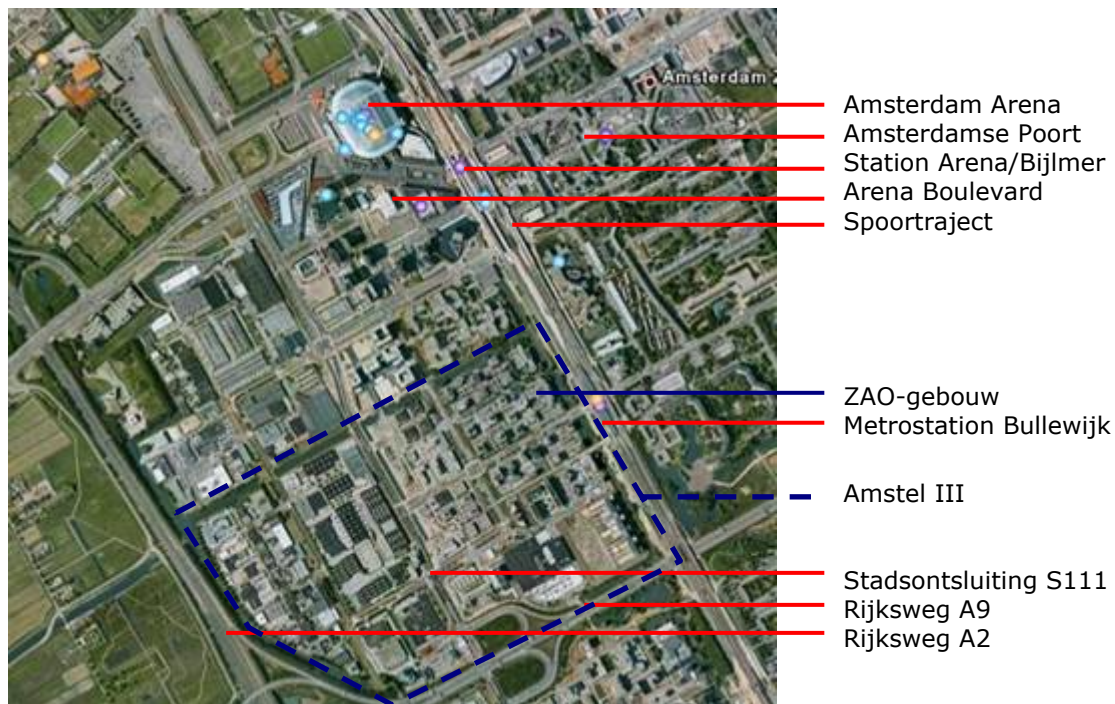 Amsterdam
Amsterdam Arena
Amsterdamse Poort
Station Arena/Bijlmer
Arena Boulevard
Spoortraject
ZAO-gebouw
Metrostation Bullewijk
Amstel III
Stadsontsluiting S111
Rijksweg A9
Rijksweg A2